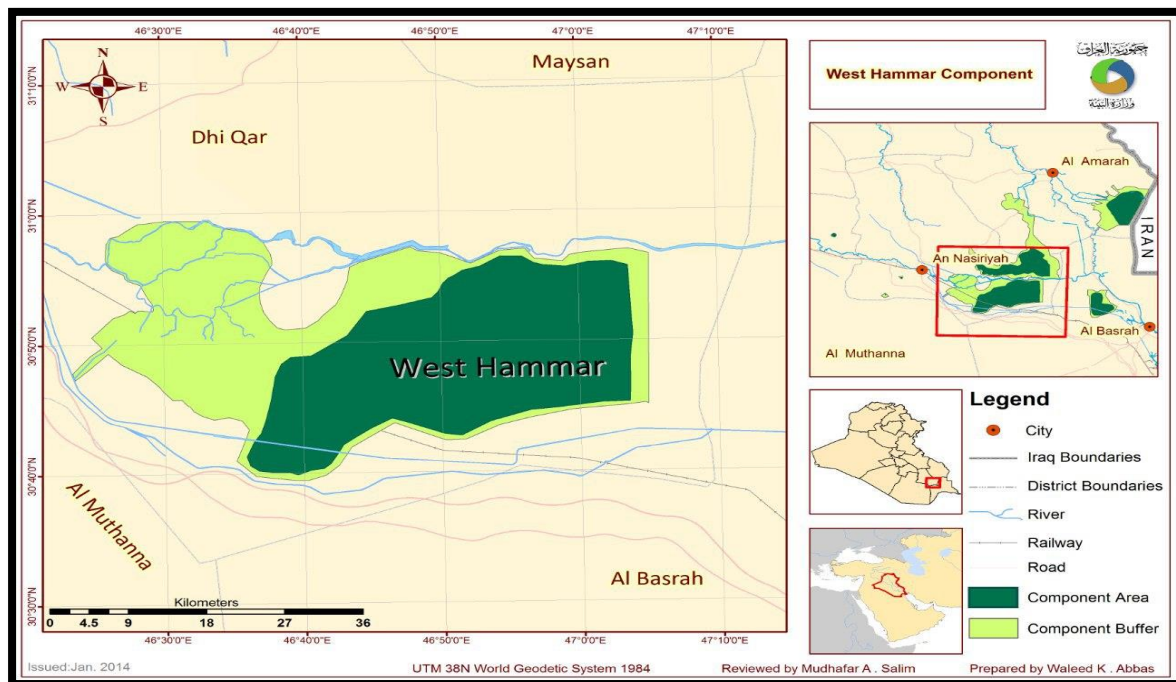 46°30'0"E 46°40'0"E 46°50'0"E 47°0'0"E 47°10'0"E
N
W E
S
Maysan
Dhi Qar
31°10'0"N
31°0'0"N
30°50'0"N
30°40'0"N
30°30'0"N
West Hammar
Al Muthanna
Al Basrah
Kilometers
0 4.5 9 18 27 36
46°30'0"E 46°40'0"E 46°50'0"E 47°0'0"E 47°10'0"E
Issued:Jan. 2014
UTM 38N World Geodetic System 1984
Reviewed by Mudhafar A . Salim
Prepared by Waleed K . Abbas
West Hammar Component
جمهورية العراق
وزارة البيئة
Al Amarah
IRAN
An Nasiriyah
Al Basrah
Al Muthanna
Legend
City
Iraq Boundaries
District Boundaries
River
Railway
Road
Component Area
Component Buffer